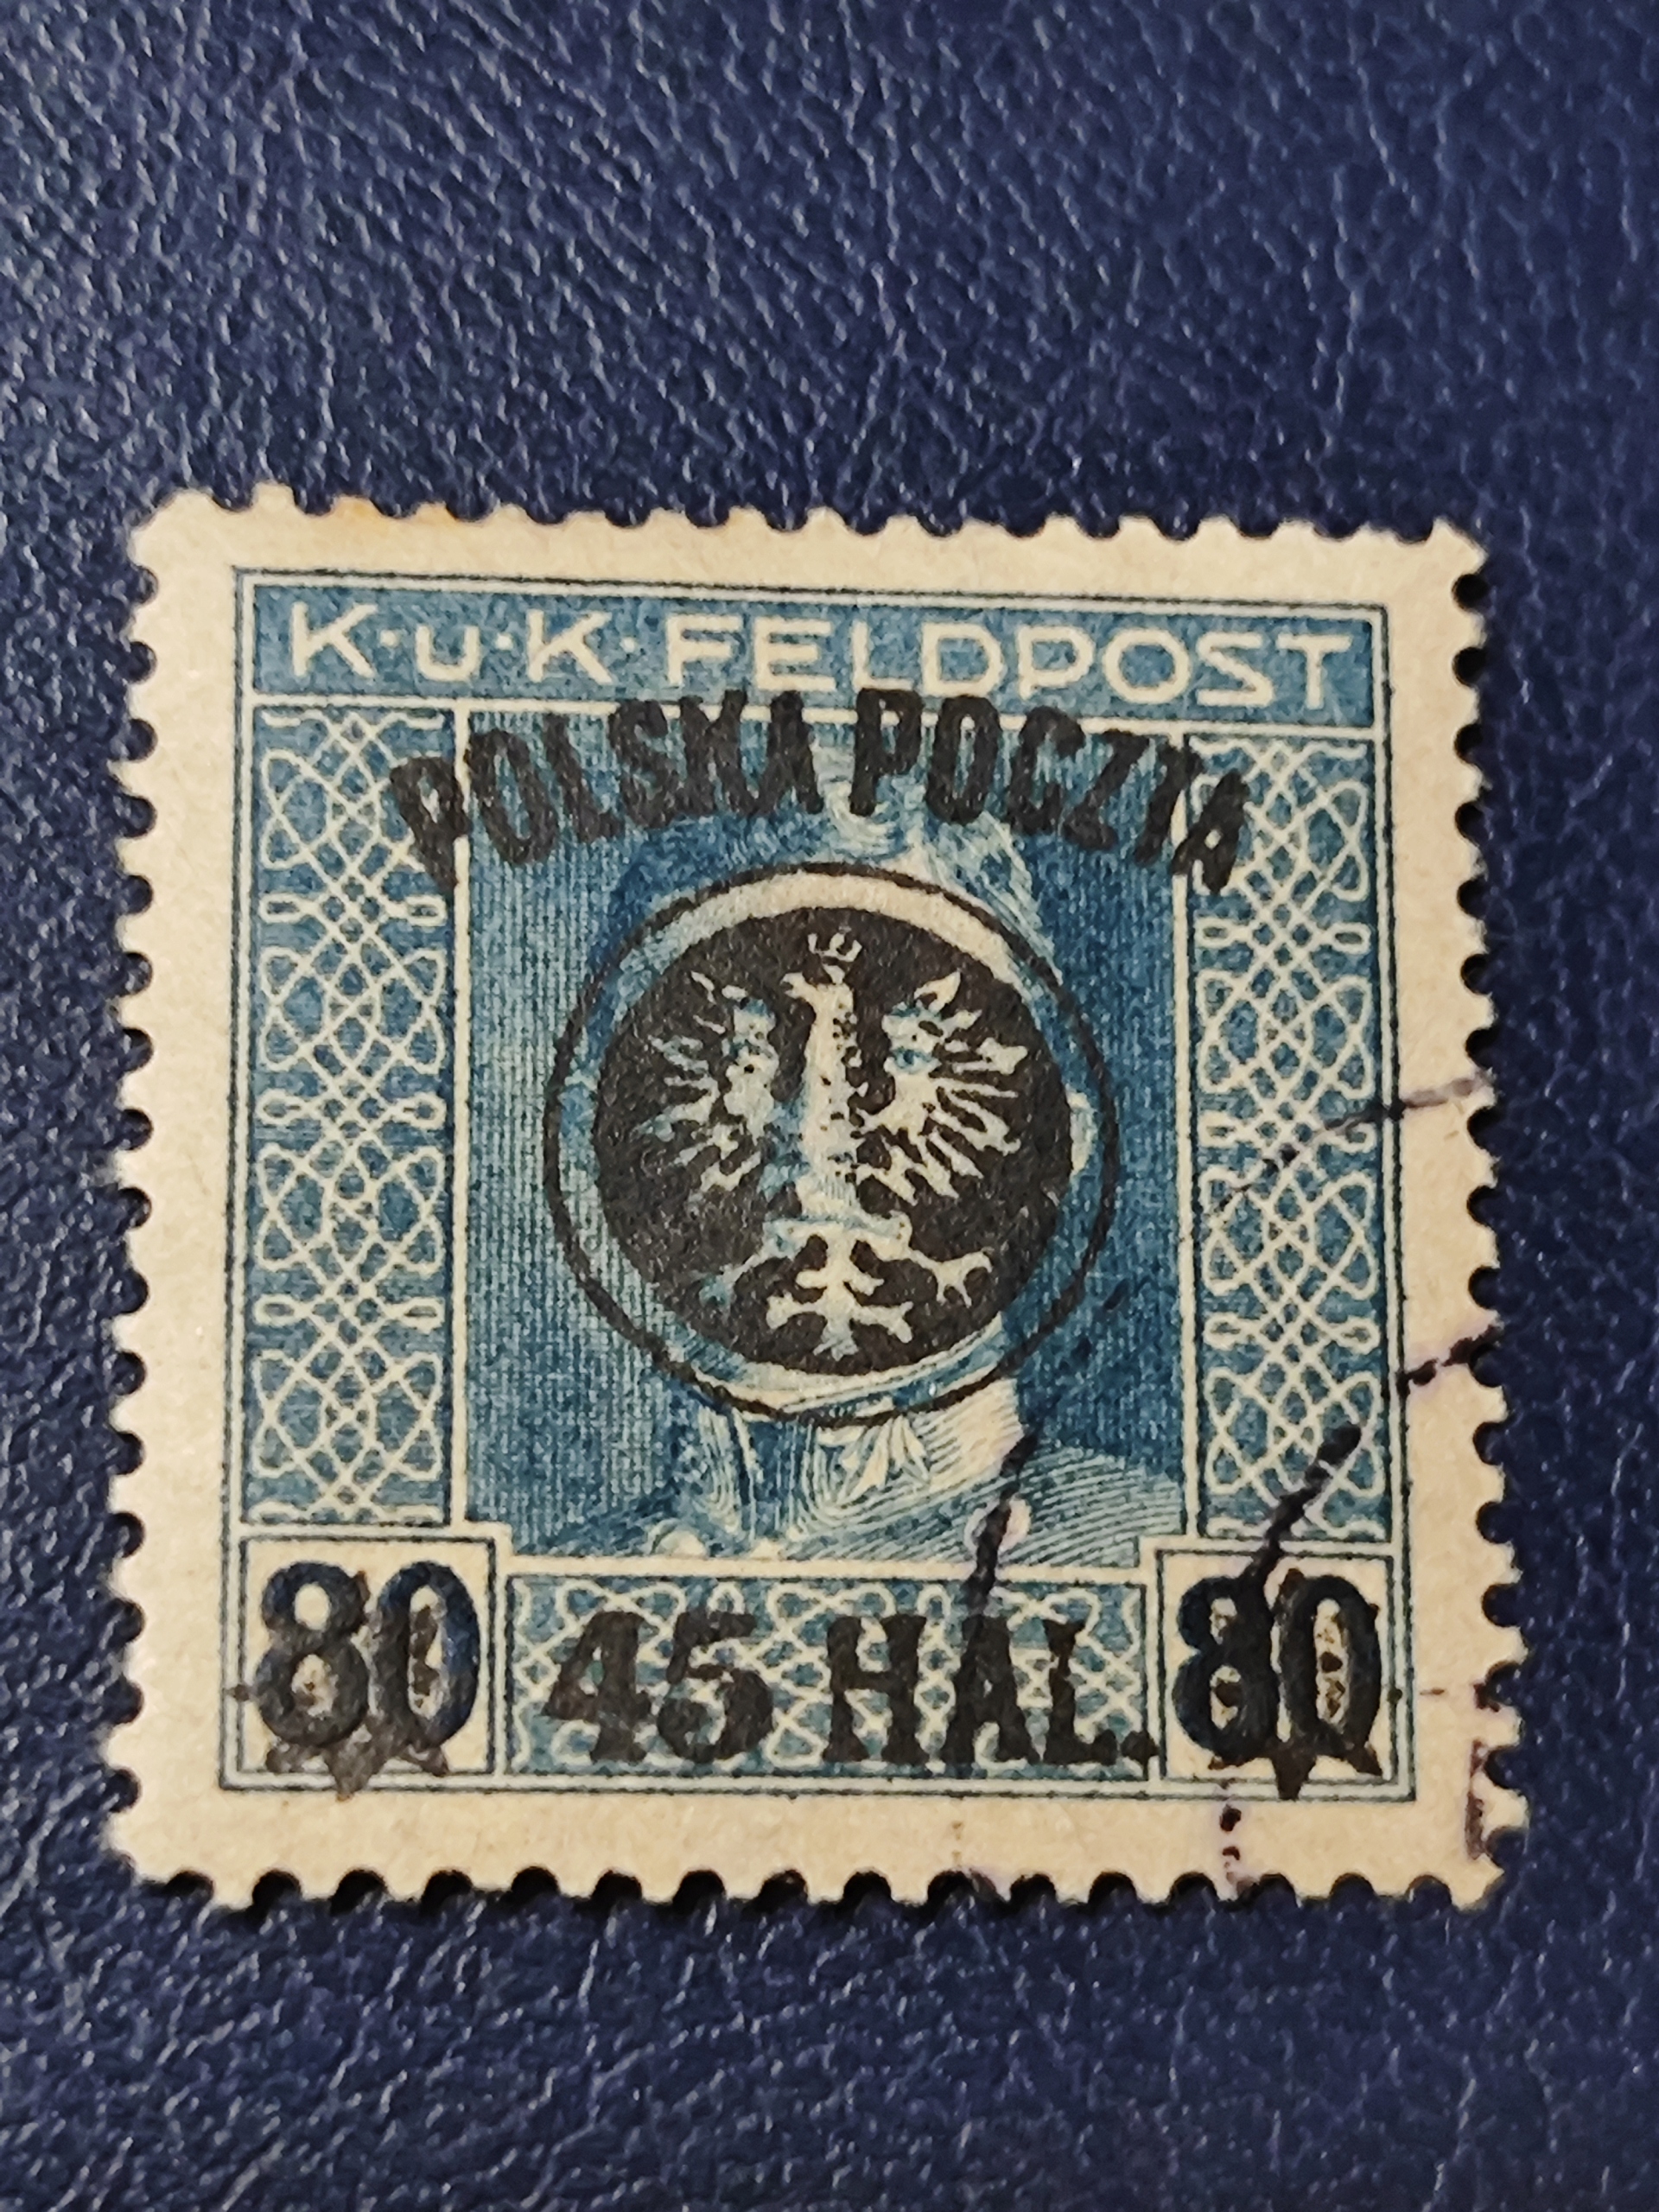 K·u·K·FELDPOST
POLSKA POCZTA
80 45 HAL. 80